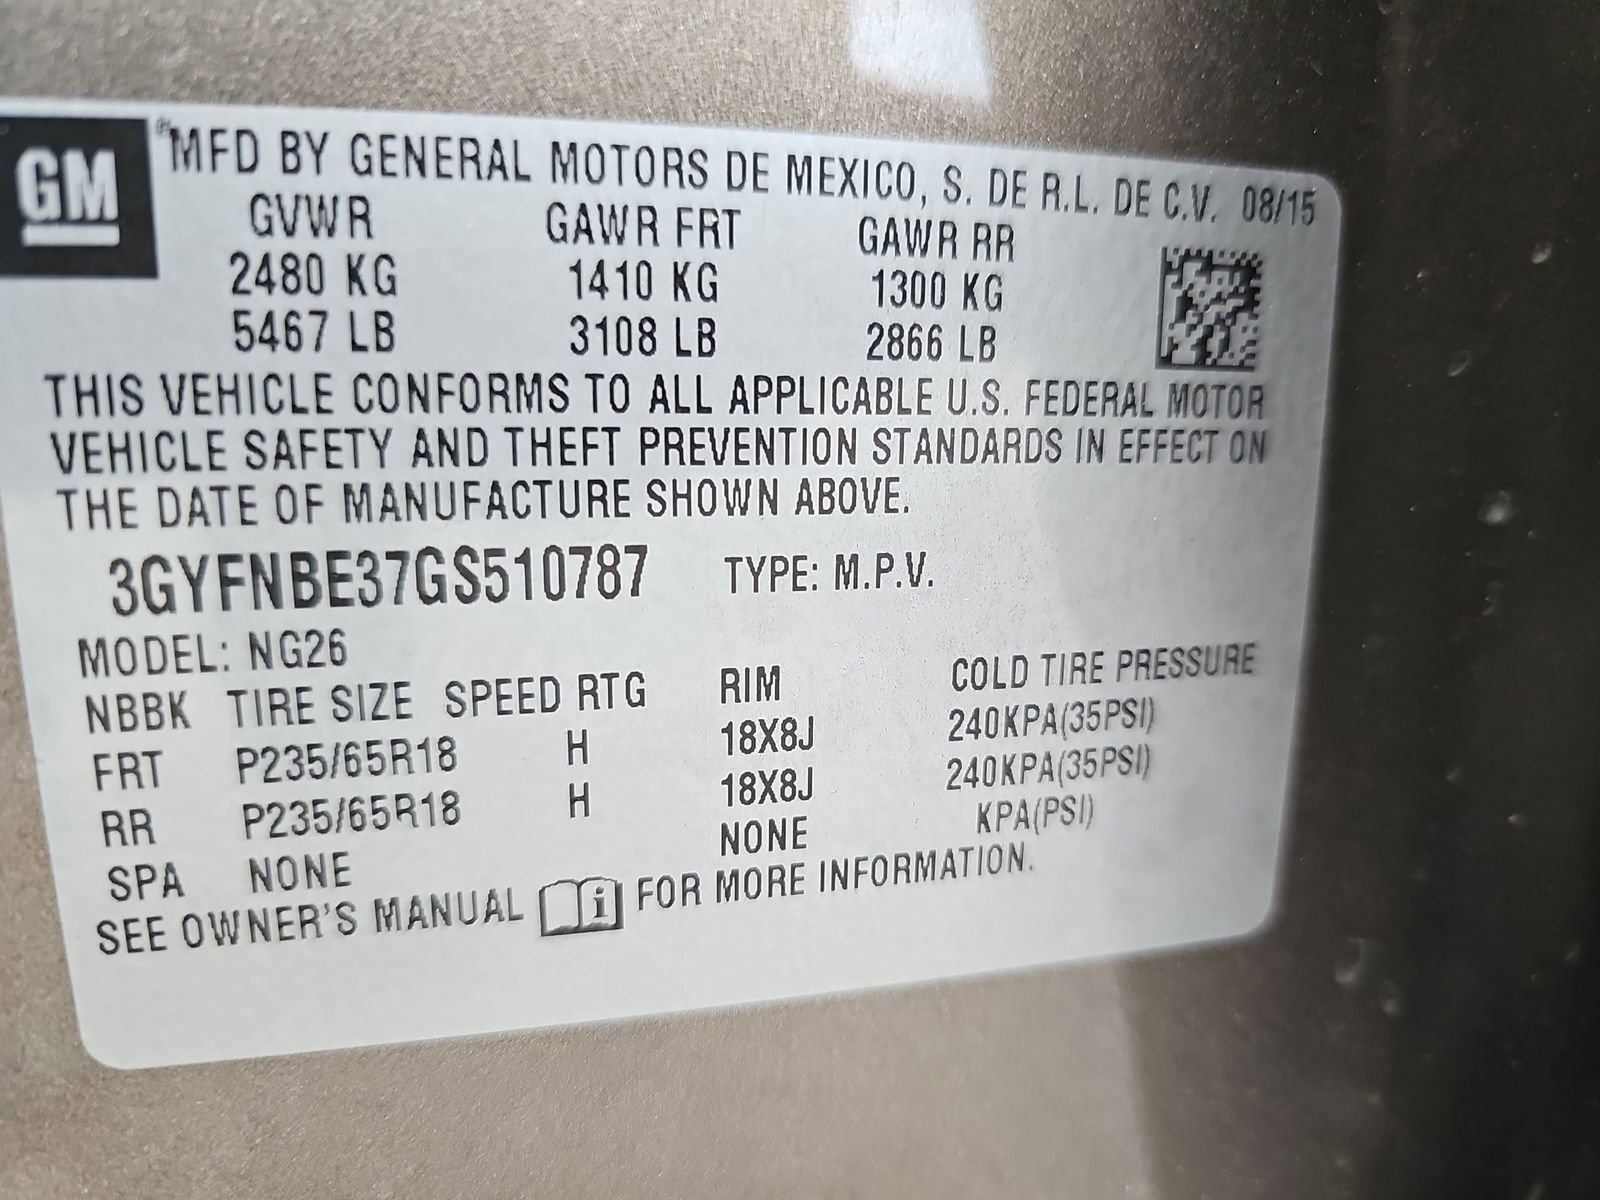 GM
MFD BY GENERAL MOTORS DE MEXICO, S. DE R.L. DE C.V. 08/15
GVWR GAWR FRT GAWR RR
2480 KG 1410 KG 1300 KG
5467 LB 3108 LB 2866 LB
THIS VEHICLE CONFORMS TO ALL APPLICABLE U.S. FEDERAL MOTOR
VEHICLE SAFETY AND THEFT PREVENTION STANDARDS IN EFFECT ON
THE DATE OF MANUFACTURE SHOWN ABOVE.
3GYFNBE37GS510787 TYPE: M.P.V.
MODEL: NG26
NBBK TIRE SIZE SPEED RTG RIM COLD TIRE PRESSURE
FRT P235/65R18 H 18X8J 240KPA(35PSI)
RR P235/65R18 H 18X8J 240KPA(35PSI)
SPA NONE NONE KPA(PSI)
SEE OWNER'S MANUAL i FOR MORE INFORMATION.